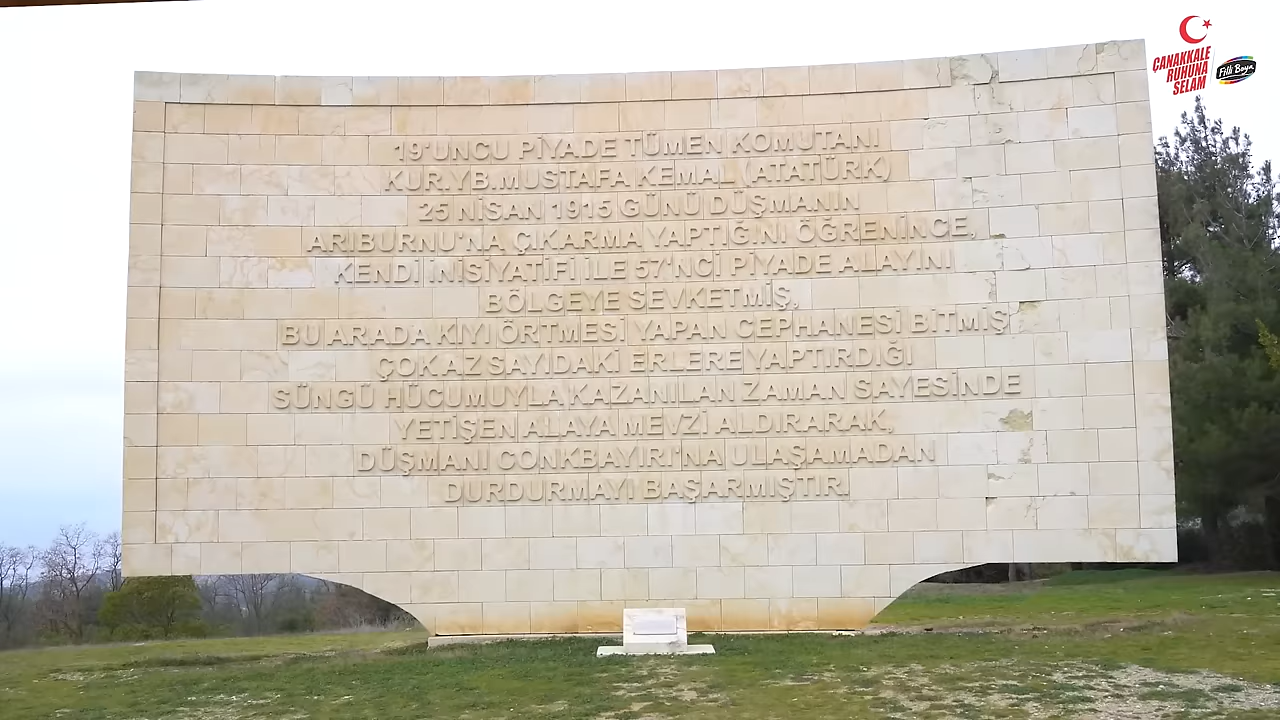 ÇANAKKALE
RUHUNA
SELAM
Filli Boya
19'UNCU PİYADE TÜMEN KOMUTANI
KUR.YB.MUSTAFA KEMAL (ATATÜRK)
25 NİSAN 1915 GÜNÜ DÜŞMANIN
ARIBURNU'NA ÇIKARMA YAPTIĞINI ÖĞRENİNCE,
KENDİ İNİSİYATİFİ İLE 57'NCİ PİYADE ALAYINI
BÖLGEYE SEVKETMİŞ,
BU ARADA KIYI ÖRTMESİ YAPAN CEPHANESİ BİTMİŞ
ÇOK AZ SAYIDAKİ ERLERE YAPTIRDIĞI
SÜNGÜ HÜCUMUYLA KAZANILAN ZAMAN SAYESİNDE
YETİŞEN ALAYA MEVZİ ALDIRARAK,
DÜŞMANI CONKBAYIRI'NA ULAŞAMADAN
DURDURMAYI BAŞARMIŞTIR.